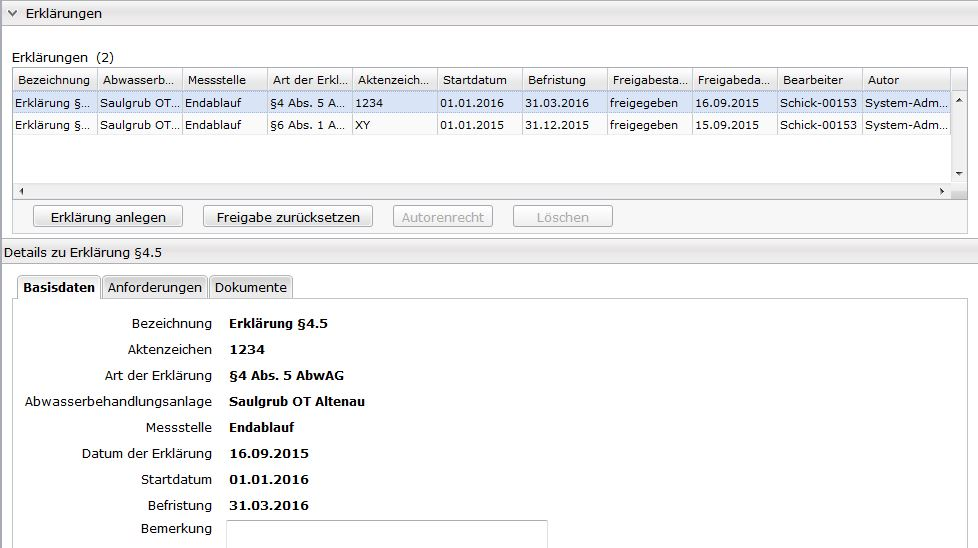 Erklärungen
Erklärungen (2)
Bezeichnung Abwasserb... Messstelle Art der Erkl... Aktenzeich... Startdatum Befristung Freigabesta... Freigabeda... Bearbeiter Autor
Erklärung §... Saulgrub OT... Endablauf §4 Abs. 5 A... 1234 01.01.2016 31.03.2016 freigegeben 16.09.2015 Schick-00153 System-Adm...
Erklärung §... Saulgrub OT... Endablauf §6 Abs. 1 A... XY 01.01.2015 31.12.2015 freigegeben 15.09.2015 Schick-00153 System-Adm...
Erklärung anlegen Freigabe zurücksetzen Autorenrecht Löschen
Details zu Erklärung §4.5
Basisdaten Anforderungen Dokumente
Bezeichnung Erklärung §4.5
Aktenzeichen 1234
Art der Erklärung §4 Abs. 5 AbwAG
Abwasserbehandlungsanlage Saulgrub OT Altenau
Messstelle Endablauf
Datum der Erklärung 16.09.2015
Startdatum 01.01.2016
Befristung 31.03.2016
Bemerkung